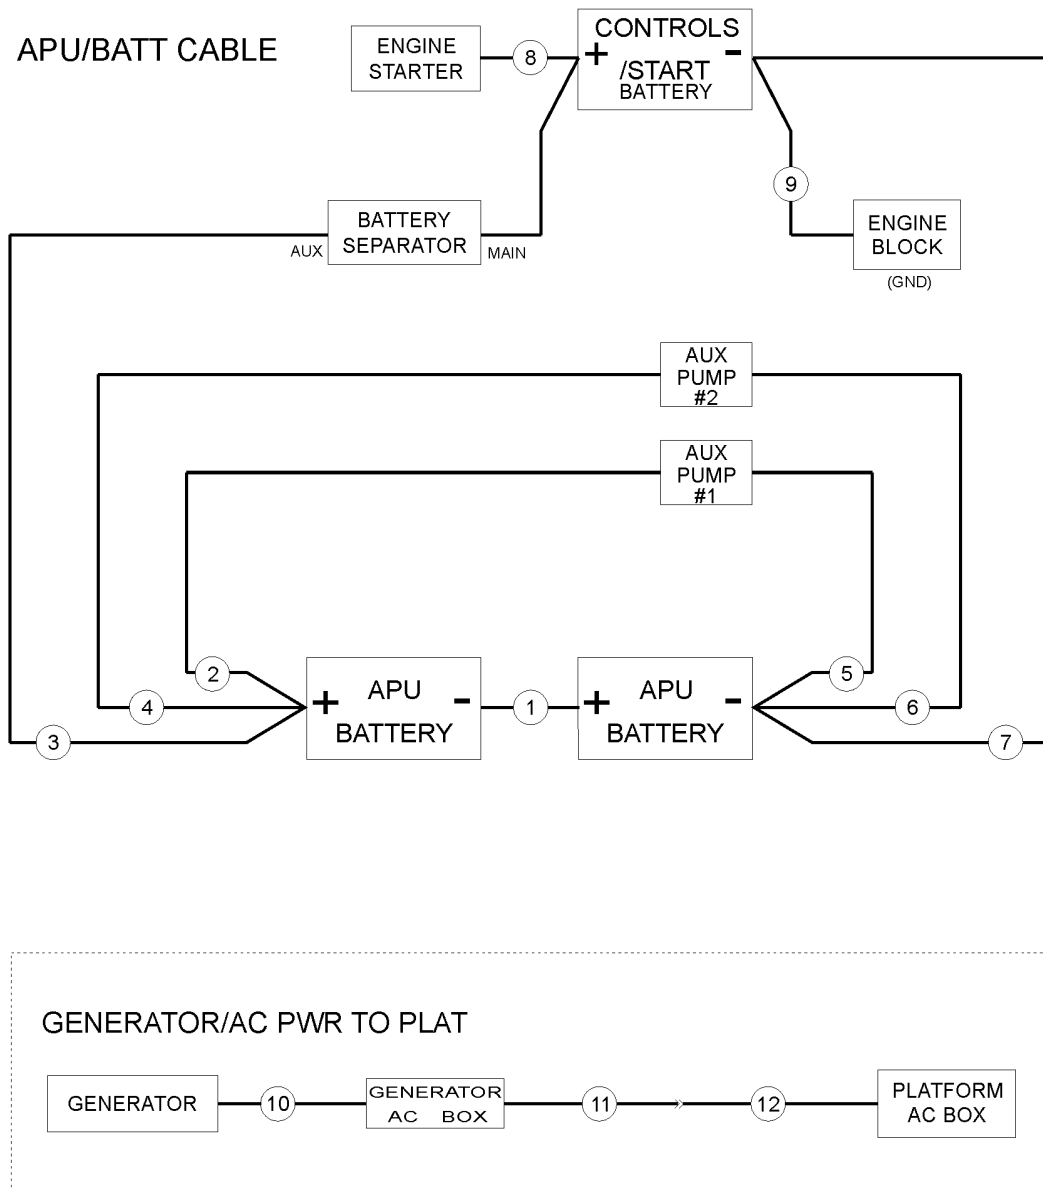 APU/BATT CABLE
ENGINE
STARTER
8
CONTROLS
+ -
/START
BATTERY
9
BATTERY
SEPARATOR
AUX
MAIN
ENGINE
BLOCK
(GND)
AUX
PUMP
#2
AUX
PUMP
#1
2
4
3
+ APU -
BATTERY
1
+ APU -
BATTERY
5
6
7
GENERATOR/AC PWR TO PLAT
GENERATOR
10
GENERATOR
AC BOX
11
12
PLATFORM
AC BOX